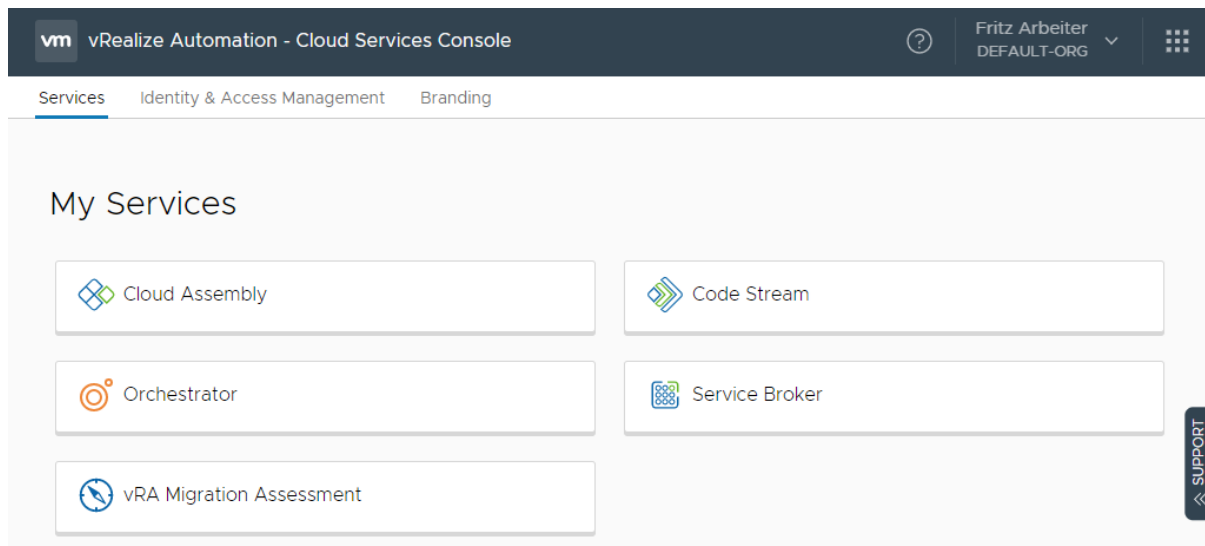 vm vRealize Automation - Cloud Services Console
Fritz Arbeiter
DEFAULT-ORG
Services Identity & Access Management Branding
My Services
Cloud Assembly
Code Stream
Orchestrator
Service Broker
vRA Migration Assessment
SUPPORT